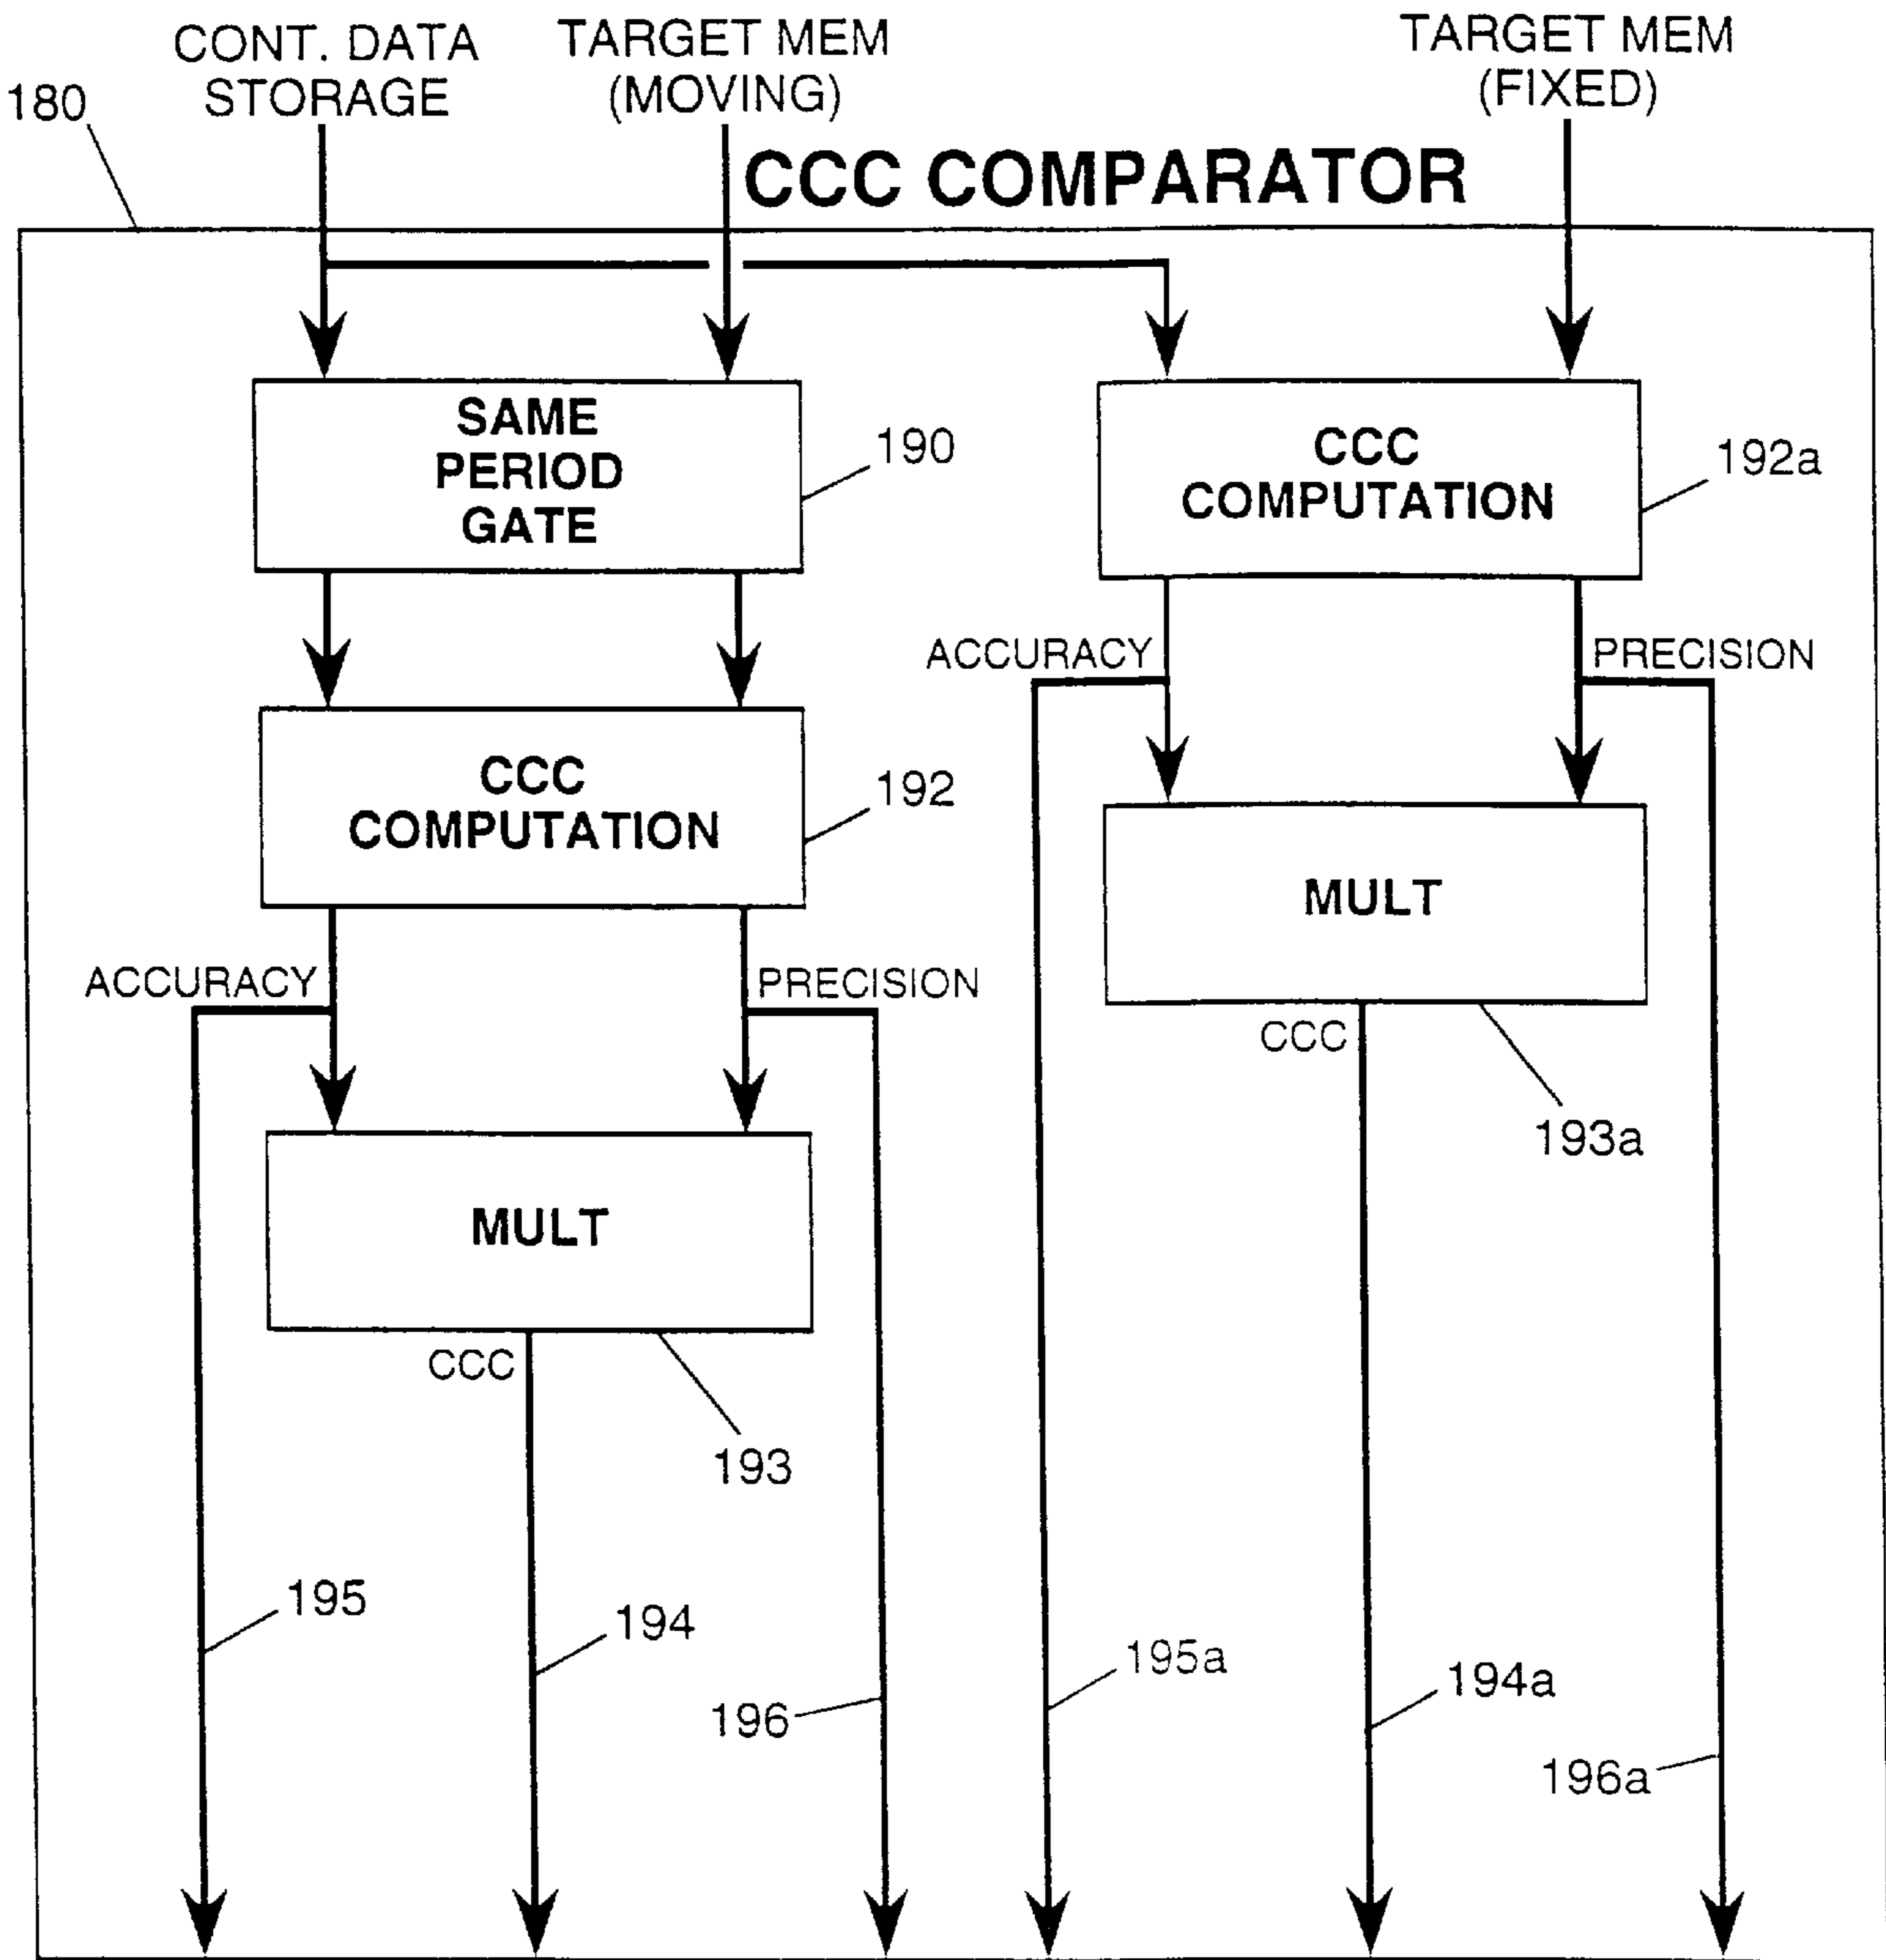 CONT. DATA
STORAGE
TARGET MEM
(MOVING)
TARGET MEM
(FIXED)
180
CCC COMPARATOR
SAME
PERIOD
GATE
190
CCC
COMPUTATION
192a
ACCURACY
PRECISION
CCC
COMPUTATION
192
MULT
ACCURACY
PRECISION
CCC
193a
MULT
CCC
193
195
194
196
195a
194a
196a